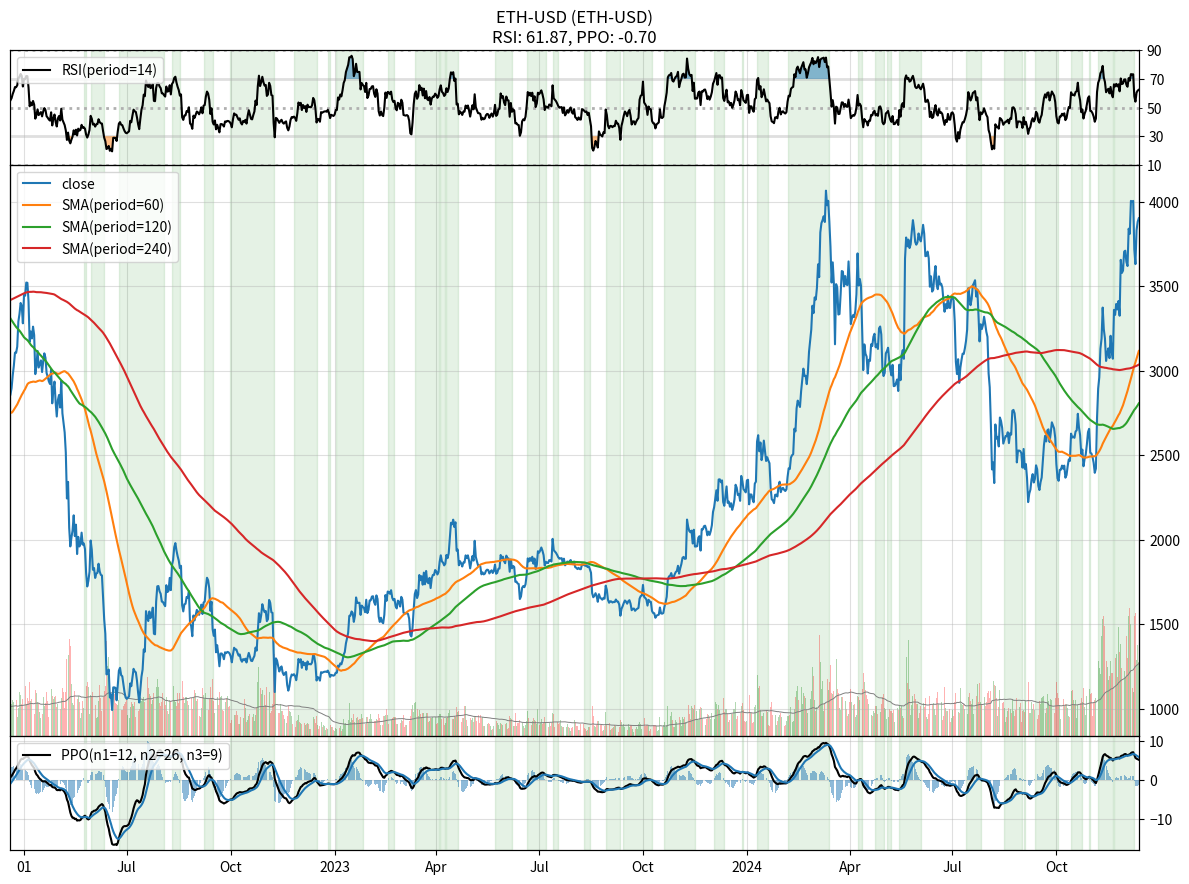 ETH-USD (ETH-USD)
RSI: 61.87, PPO: -0.70
RSI(period=14)
90
70
50
30
10
close
SMA(period=60)
SMA(period=120)
SMA(period=240)
4000
3500
3000
2500
2000
1500
1000
PPO(n1=12, n2=26, n3=9)
10
0
−10
01 Jul Oct 2023 Apr Jul Oct 2024 Apr Jul Oct